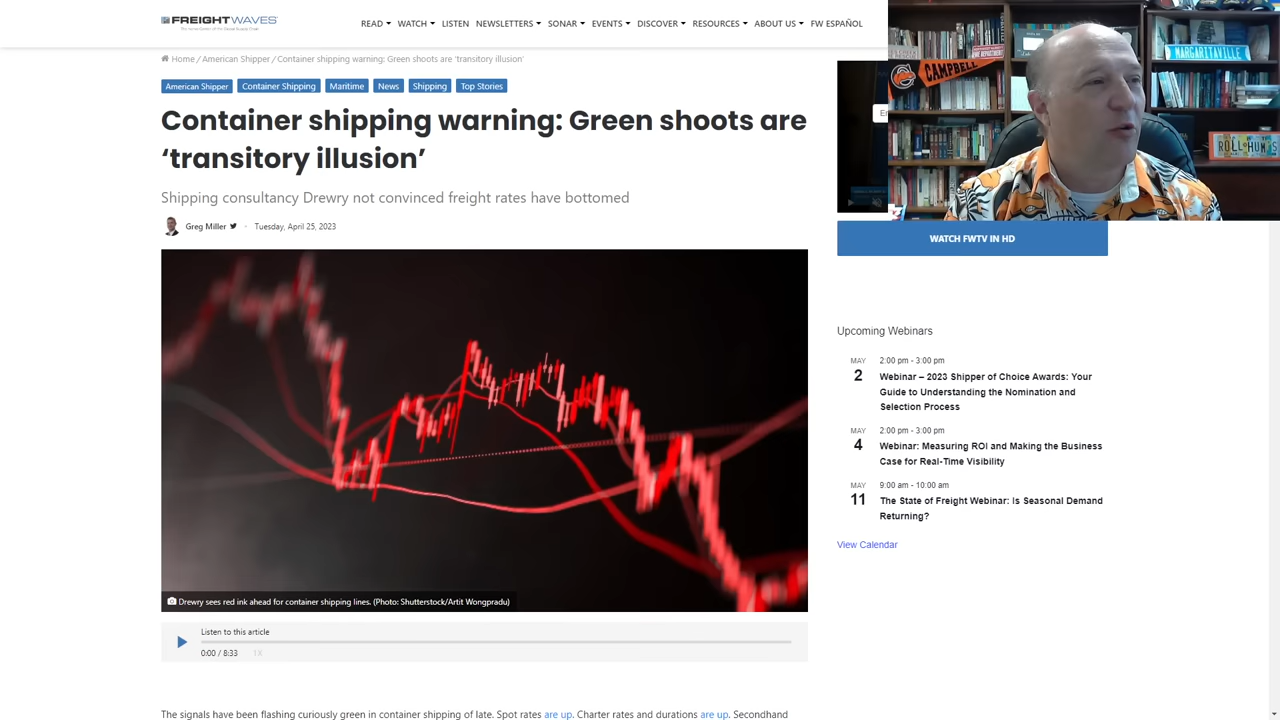 FREIGHTWAVES
READ WATCH LISTEN NEWSLETTERS SONAR EVENTS DISCOVER RESOURCES ABOUT US FW ESPAÑOL
Home / American Shipper / Container shipping warning: Green shoots are 'transitory illusion'
American Shipper Container Shipping Maritime News Shipping Top Stories
Container shipping warning: Green shoots are
‘transitory illusion’
Shipping consultancy Drewry not convinced freight rates have bottomed
Greg Miller · Tuesday, April 25, 2023
Drewry sees red ink ahead for container shipping lines. (Photo: Shutterstock/Artit Wongpradu)
Listen to this article
0:00 / 8:33 1X
The signals have been flashing curiously green in container shipping of late. Spot rates are up. Charter rates and durations are up. Secondhand
MARGARITAVILLE
CAMPBELL
ROLL HUMPS
WATCH FWTV IN HD
Upcoming Webinars
MAY
2
2:00 pm - 3:00 pm
Webinar – 2023 Shipper of Choice Awards: Your
Guide to Understanding the Nomination and
Selection Process
MAY
4
2:00 pm - 3:00 pm
Webinar: Measuring ROI and Making the Business
Case for Real-Time Visibility
MAY
11
9:00 am - 10:00 am
The State of Freight Webinar: Is Seasonal Demand
Returning?
View Calendar